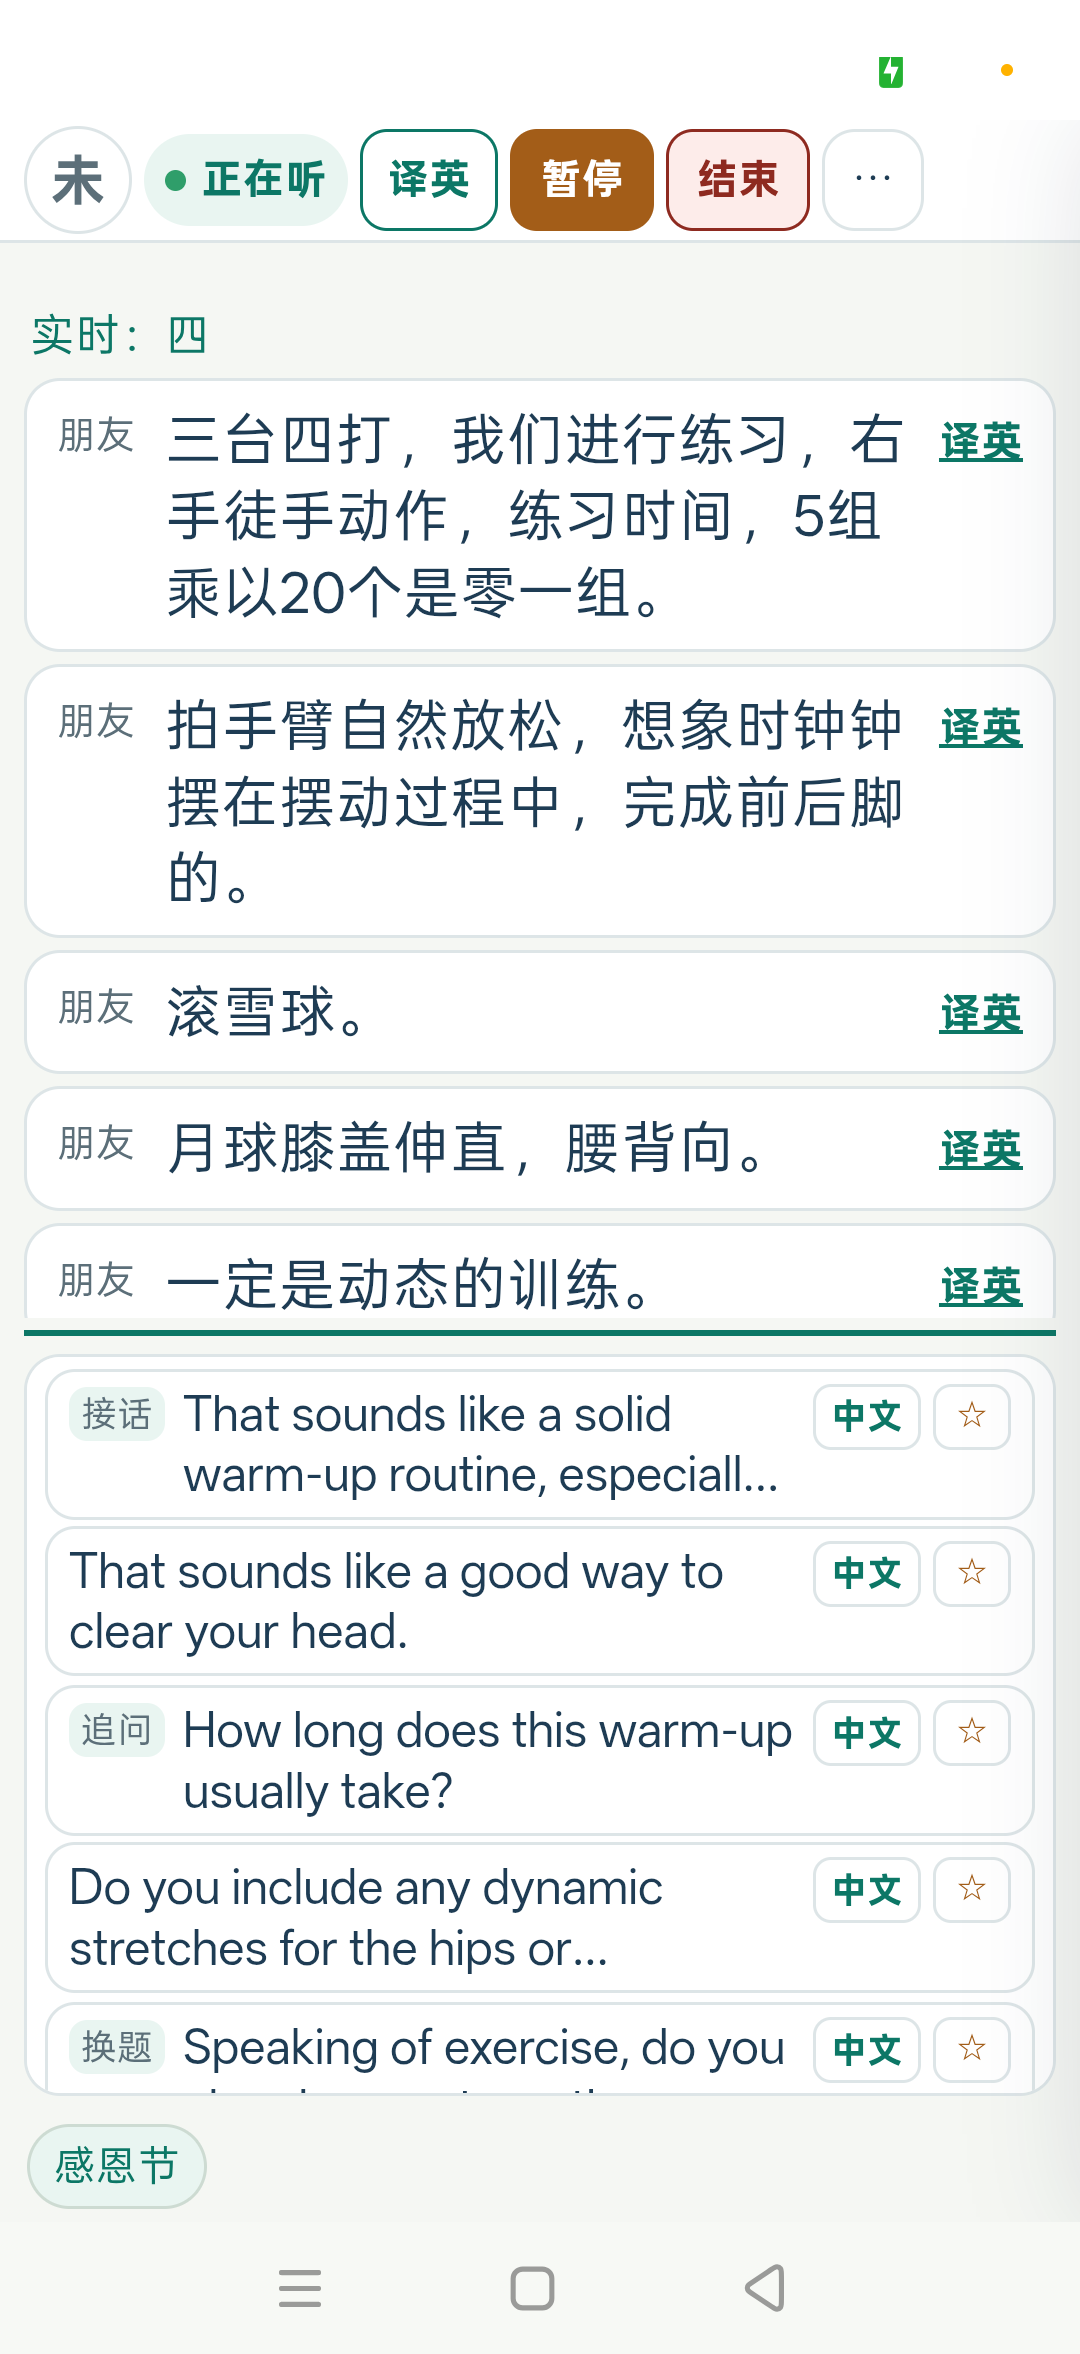 未
正在听
译英
暂停
结束
...
实时：四
朋友
三台四打，我们进行练习，右
手徒手动作，练习时间，5组
乘以20个是零一组。
译英
朋友
拍手臂自然放松，想象时钟钟
摆在摆动过程中，完成前后脚
的。
译英
朋友
滚雪球。
译英
朋友
月球膝盖伸直，腰背向。
译英
朋友
一定是动态的训练。
译英
接话
That sounds like a solid
warm-up routine, especiall...
中文
That sounds like a good way to
clear your head.
中文
追问
How long does this warm-up
usually take?
中文
Do you include any dynamic
stretches for the hips or...
中文
换题
Speaking of exercise, do you
中文
感恩节